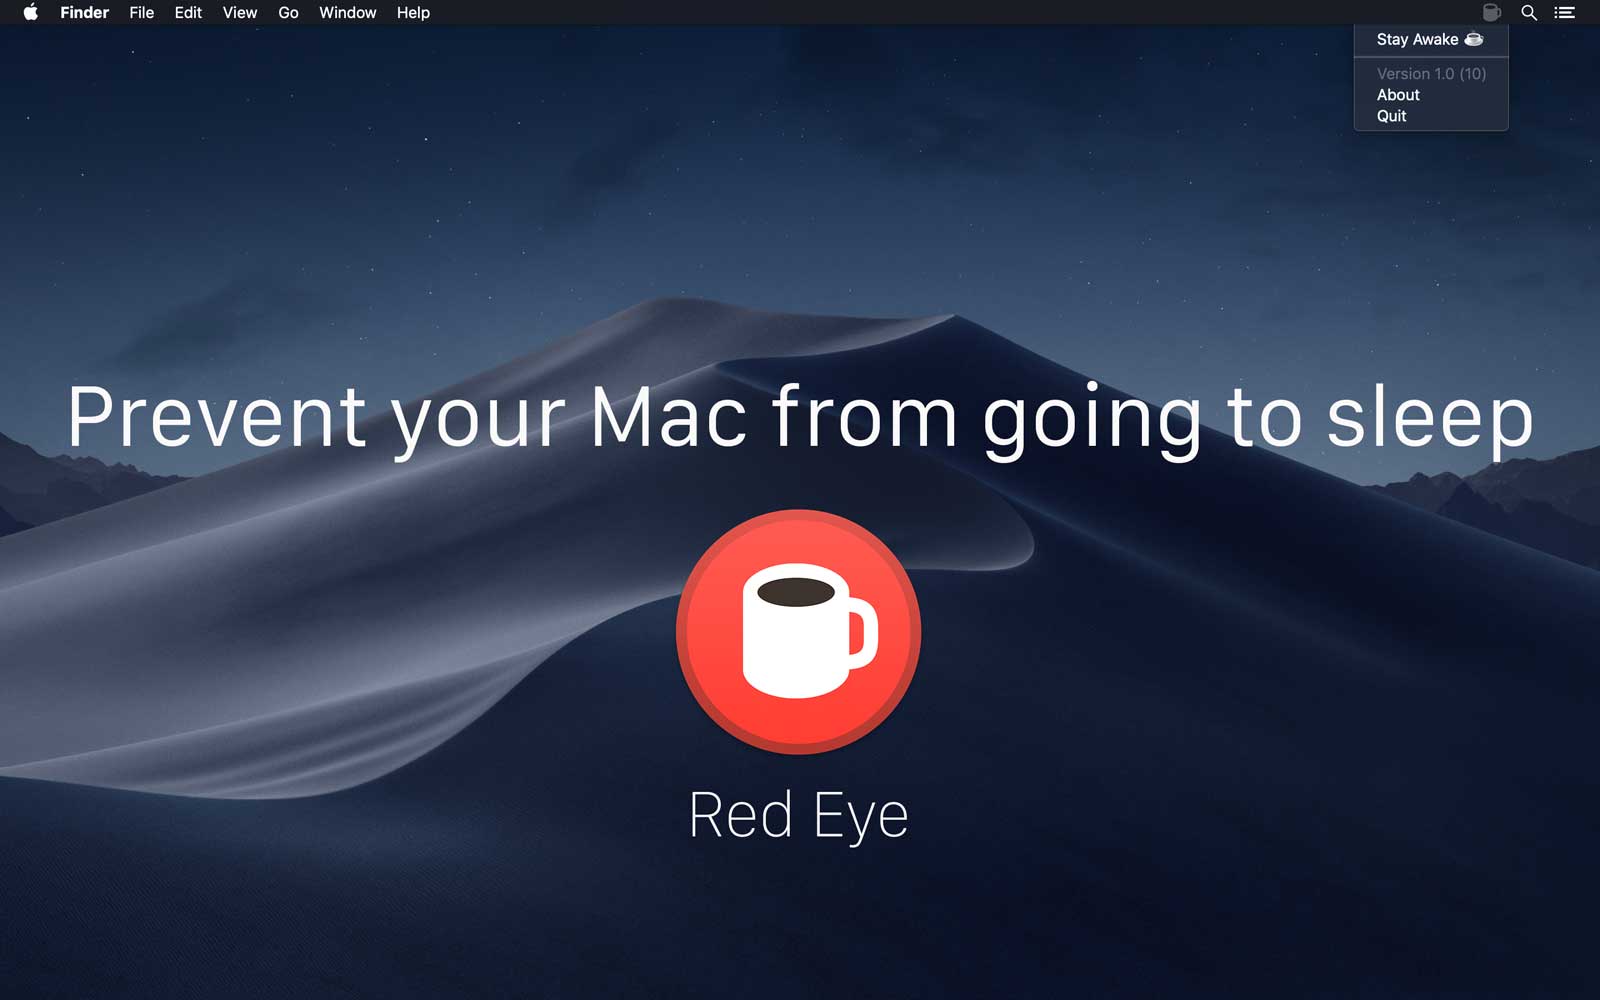 Finder File Edit View Go Window Help
Stay Awake ☕
Version 1.0 (10)
About
Quit
Prevent your Mac from going to sleep
Red Eye